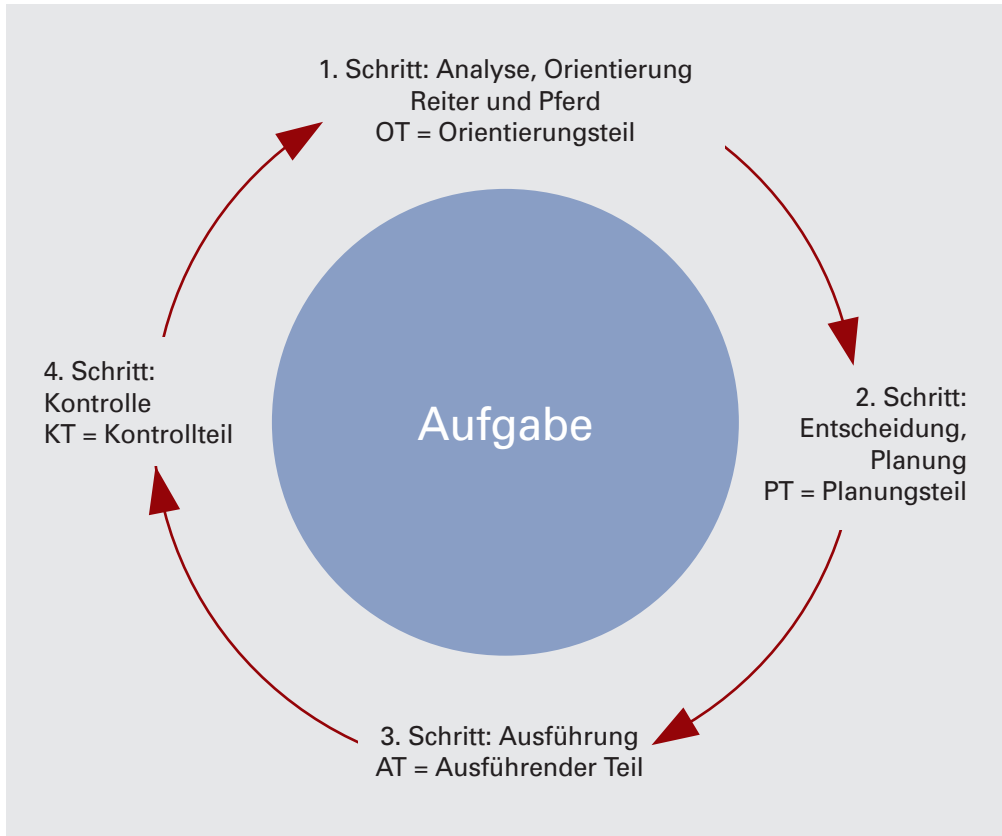 1. Schritt: Analyse, Orientierung
Reiter und Pferd
OT = Orientierungsteil
2. Schritt:
Entscheidung,
Planung
PT = Planungsteil
3. Schritt: Ausführung
AT = Ausführender Teil
4. Schritt:
Kontrolle
KT = Kontrollteil
Aufgabe